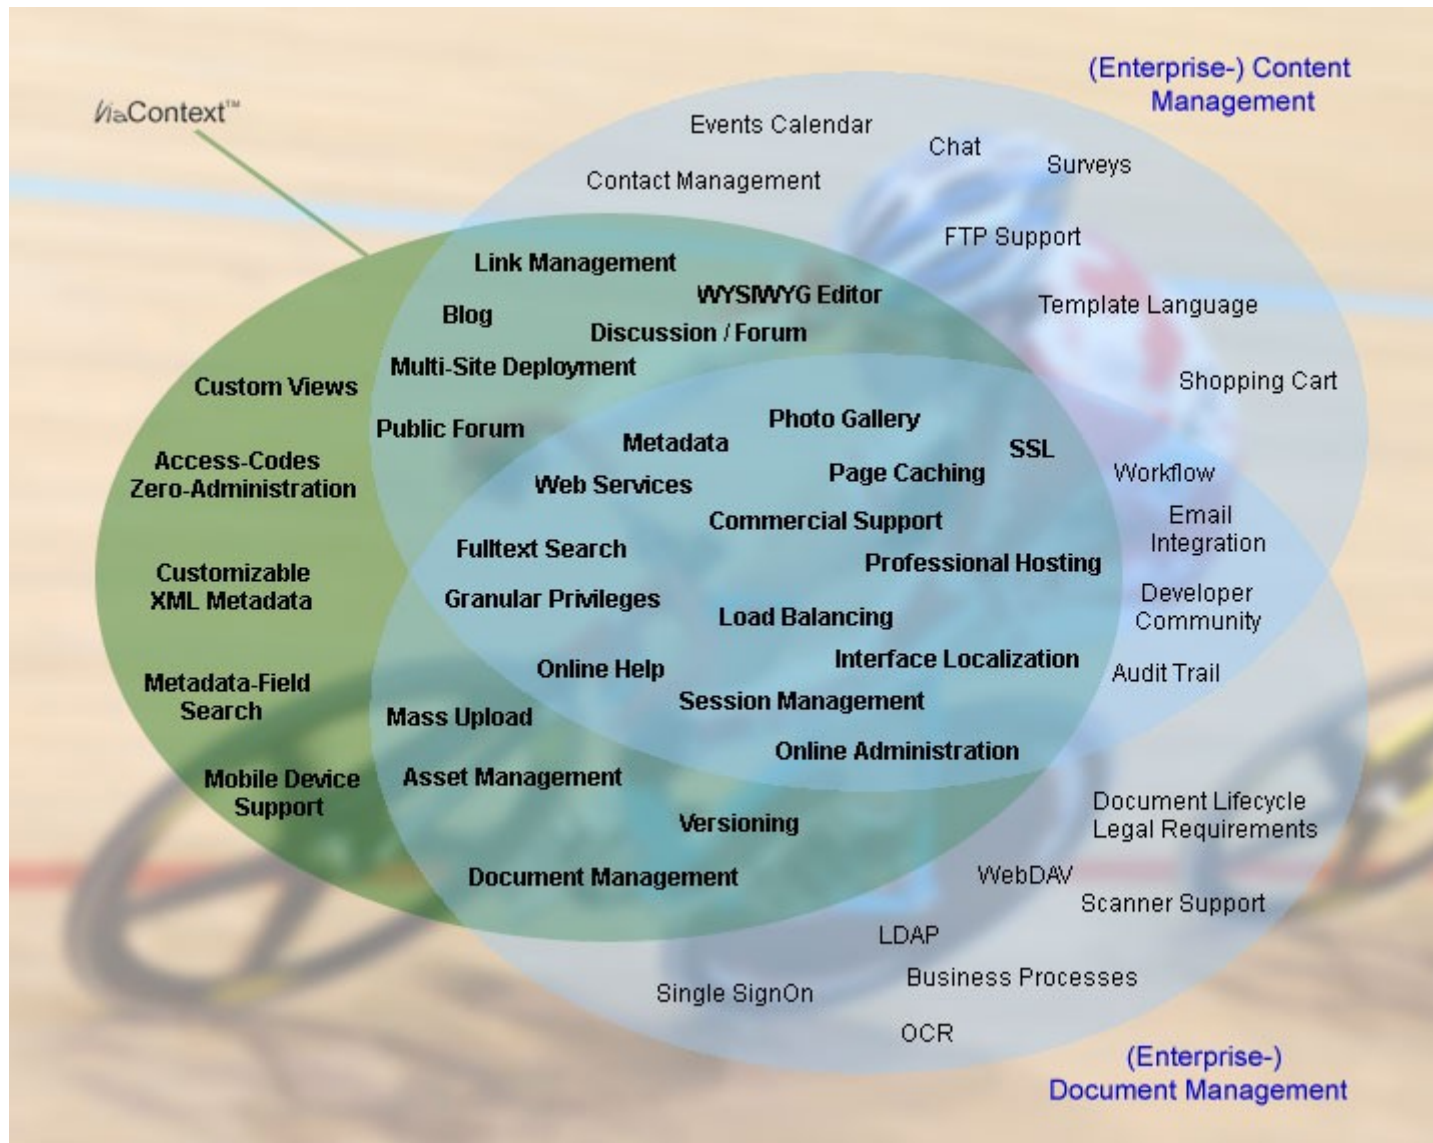 (Enterprise-) Content
Management
ViaContext™
Events Calendar
Chat
Surveys
Contact Management
FTP Support
Link Management
WYSIWYG Editor
Blog
Discussion / Forum
Template Language
Multi-Site Deployment
Custom Views
Shopping Cart
Public Forum
Photo Gallery
Metadata
SSL
Access-Codes
Zero-Administration
Web Services
Page Caching
Workflow
Commercial Support
Email
Integration
Fulltext Search
Professional Hosting
Customizable
XML Metadata
Granular Privileges
Load Balancing
Developer
Community
Online Help
Interface Localization
Audit Trail
Metadata-Field
Search
Mass Upload
Session Management
Online Administration
Mobile Device
Support
Asset Management
Versioning
Document Lifecycle
Legal Requirements
Document Management
WebDAV
Scanner Support
LDAP
Business Processes
Single SignOn
OCR
(Enterprise-)
Document Management